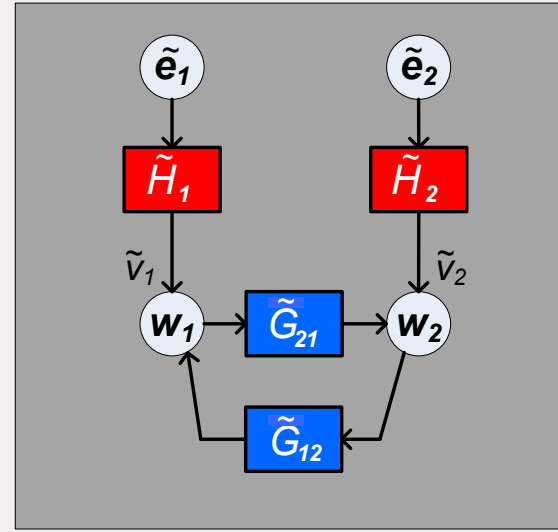 ẽ₁ ẽ₂
H̃₁ H̃₂
ṽ₁ ṽ₂
w₁ G̃₂₁ w₂
G̃₁₂